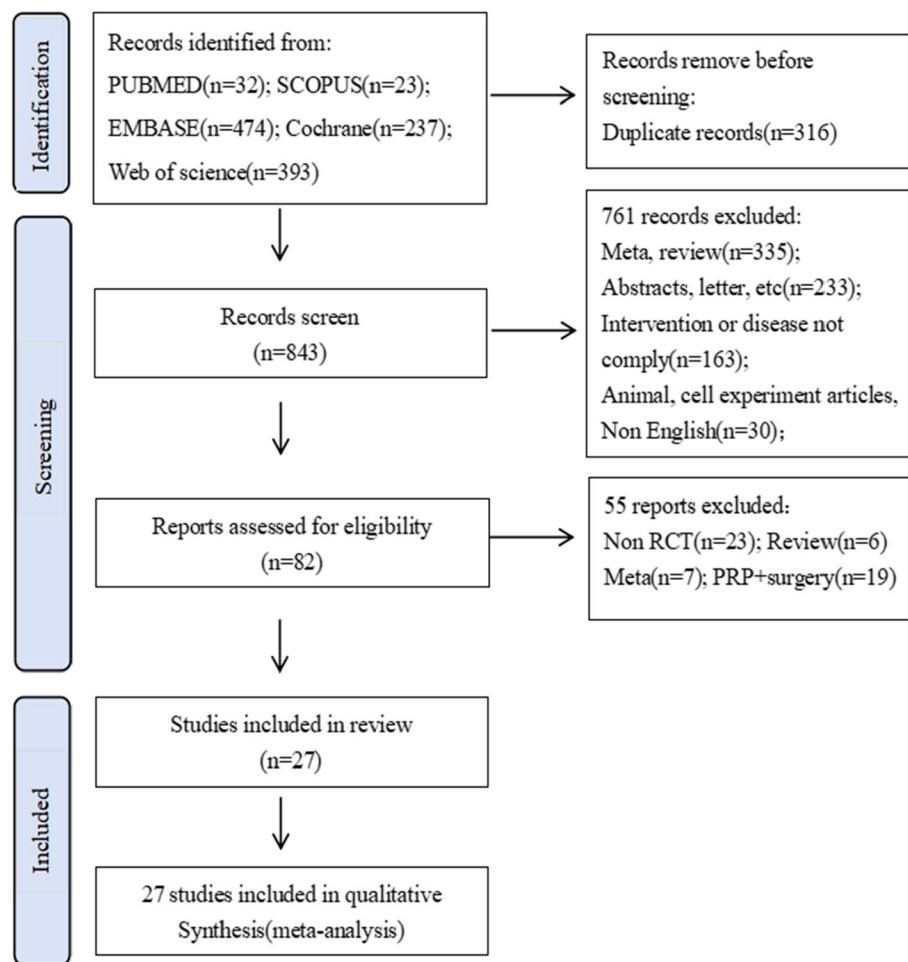 Identification
Records identified from:
PUBMED(n=32); SCOPUS(n=23);
EMBASE(n=474); Cochrane(n=237);
Web of science(n=393)
Records remove before
screening:
Duplicate records(n=316)
Screening
Records screen
(n=843)
761 records excluded:
Meta, review(n=335);
Abstracts, letter, etc(n=233);
Intervention or disease not
comply(n=163);
Animal, cell experiment articles,
Non English(n=30);
Reports assessed for eligibility
(n=82)
55 reports excluded:
Non RCT(n=23); Review(n=6)
Meta(n=7); PRP+surgery(n=19)
Included
Studies included in review
(n=27)
27 studies included in qualitative
Synthesis(meta-analysis)